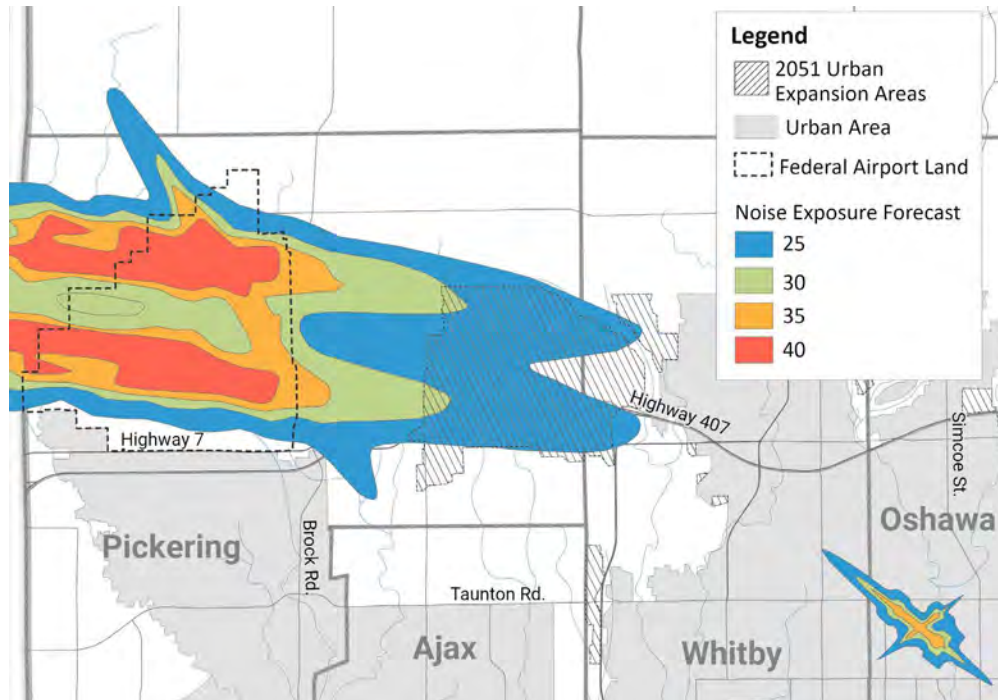 Legend
2051 Urban
Expansion Areas
Urban Area
Federal Airport Land
Noise Exposure Forecast
25
30
35
40
Highway 7
Highway 407
Simcoe St.
Oshawa
Pickering
Brock Rd.
Taunton Rd.
Ajax
Whitby